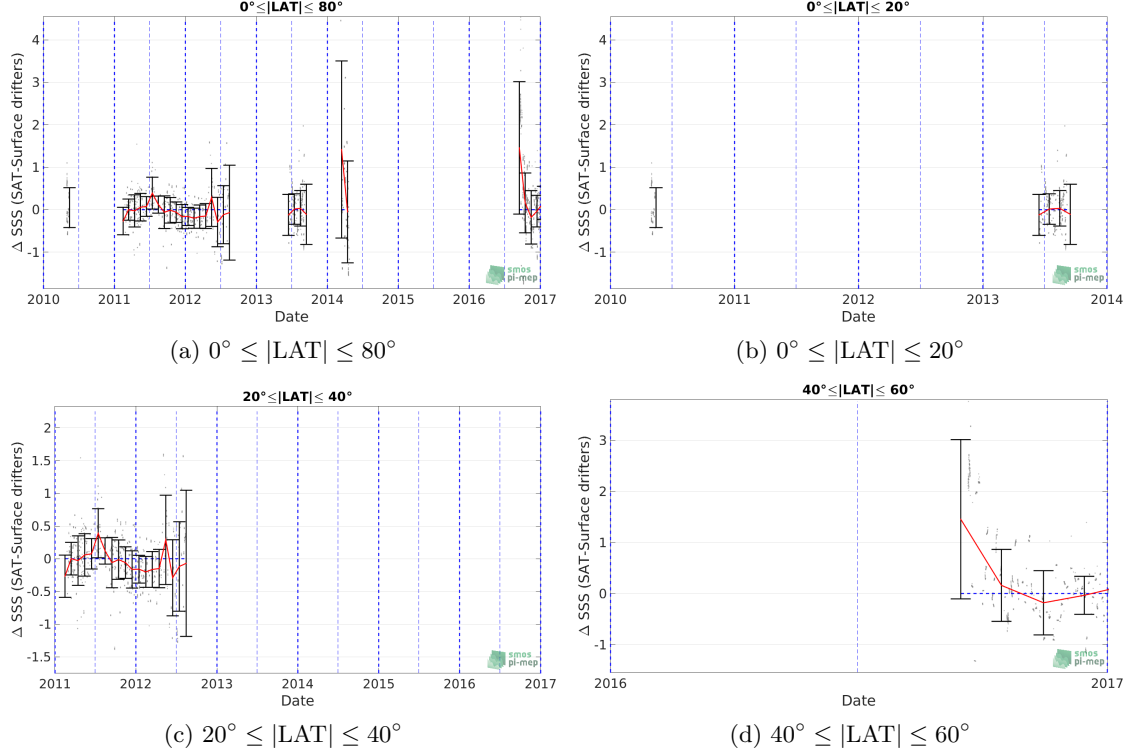 0°≤|LAT|≤ 80°
Δ SSS (SAT-Surface drifters)
4
3
2
1
0
-1
2010 2011 2012 2013 2014 2015 2016 2017
Date
smos
pi-mep
(a) 0° ≤ |LAT| ≤ 80°
0°≤|LAT|≤ 20°
Δ SSS (SAT-Surface drifters)
4
3
2
1
0
-1
2010 2011 2012 2013 2014
Date
smos
pi-mep
(b) 0° ≤ |LAT| ≤ 20°
20°≤|LAT|≤ 40°
Δ SSS (SAT-Surface drifters)
2
1.5
1
0.5
0
-0.5
-1
-1.5
2011 2012 2013 2014 2015 2016 2017
Date
smos
pi-mep
(c) 20° ≤ |LAT| ≤ 40°
40°≤|LAT|≤ 60°
Δ SSS (SAT-Surface drifters)
3
2
1
0
-1
2016 2017
Date
smos
pi-mep
(d) 40° ≤ |LAT| ≤ 60°